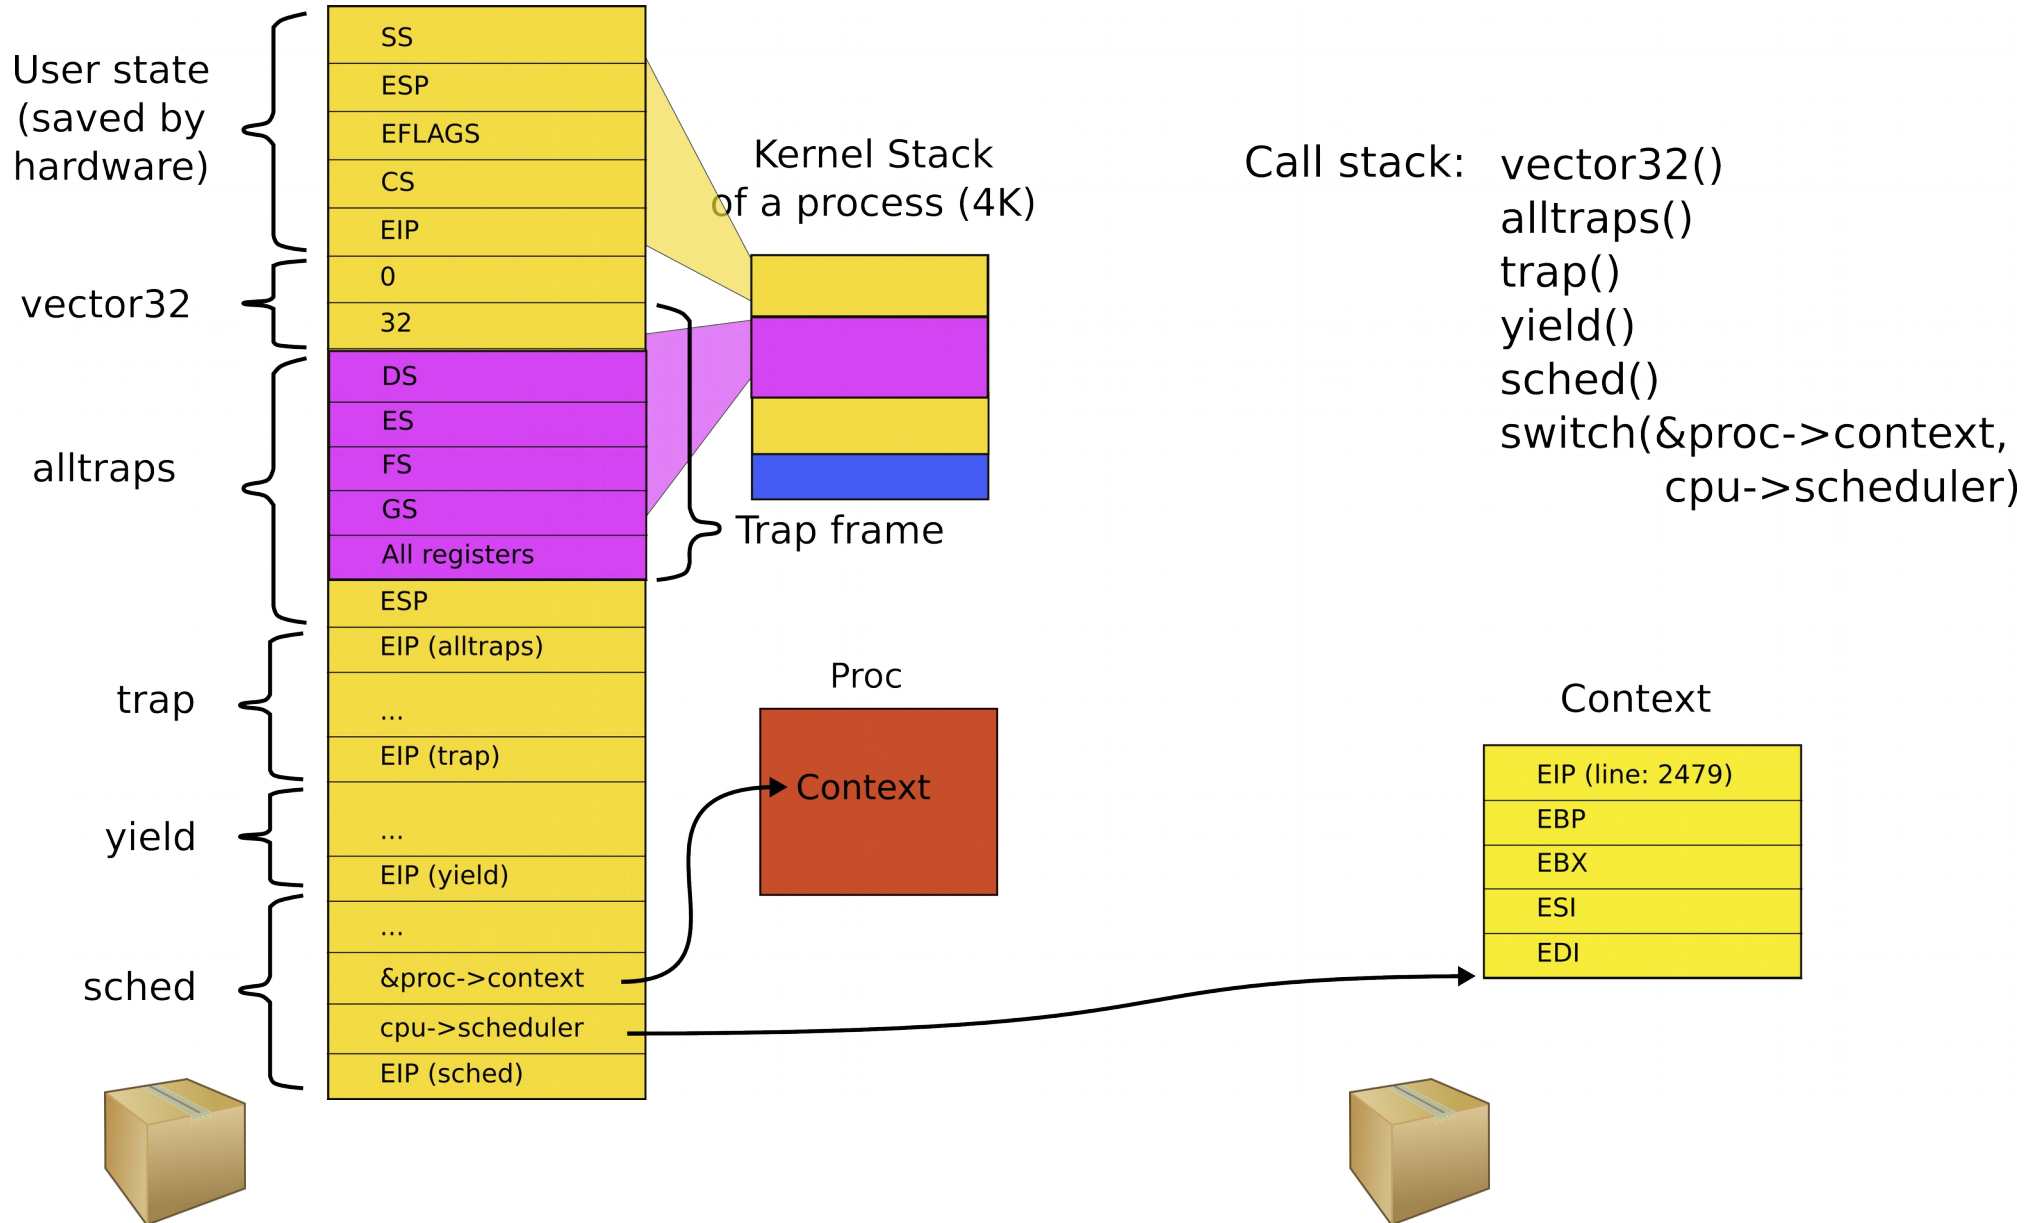 User state
(saved by
hardware)
vector32
alltraps
trap
yield
sched
SS
ESP
EFLAGS
CS
EIP
0
32
DS
ES
FS
GS
All registers
ESP
EIP (alltraps)
...
EIP (trap)
...
EIP (yield)
...
&proc->context
cpu->scheduler
EIP (sched)
Kernel Stack
of a process (4K)
Trap frame
Proc
Context
Call stack:
vector32()
alltraps()
trap()
yield()
sched()
switch(&proc->context,
cpu->scheduler)
Context
EIP (line: 2479)
EBP
EBX
ESI
EDI